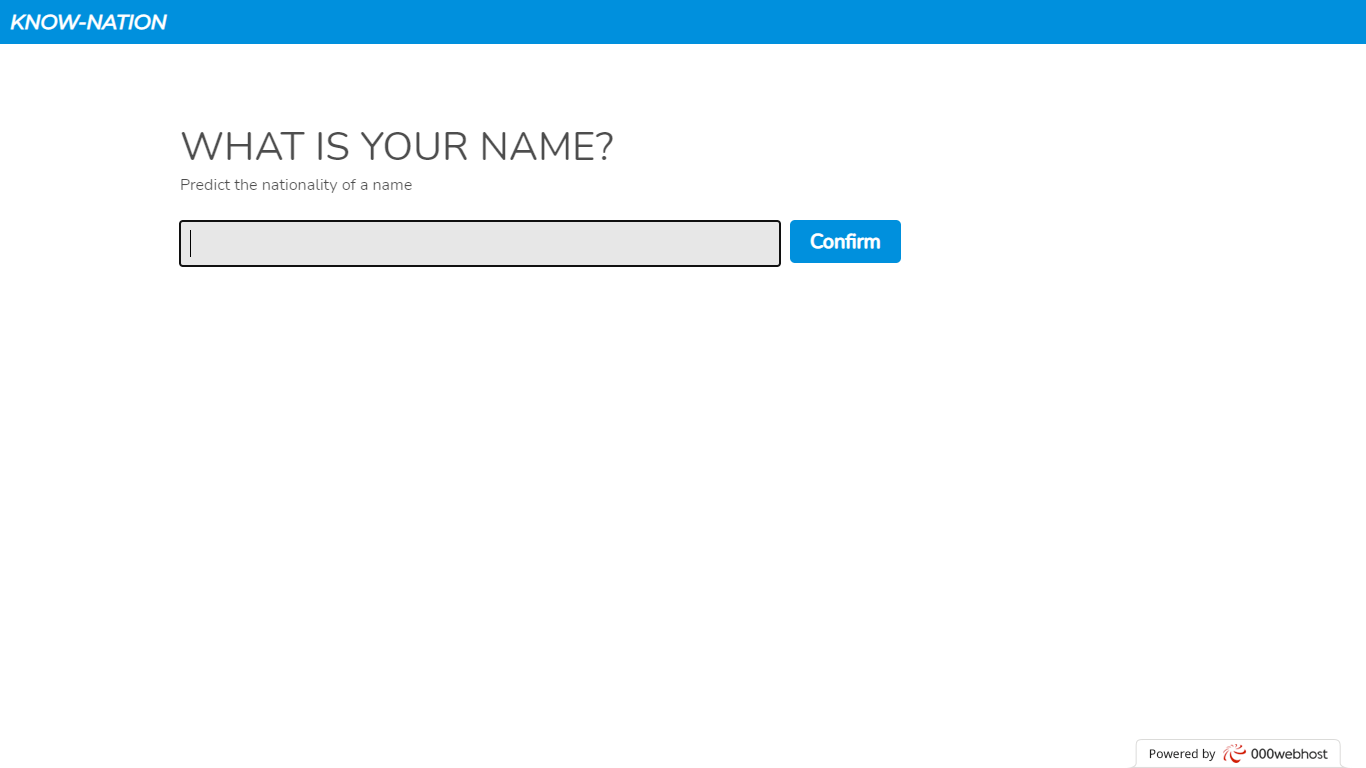 KNOW-NATION
WHAT IS YOUR NAME?
Predict the nationality of a name
Confirm
Powered by 000webhost